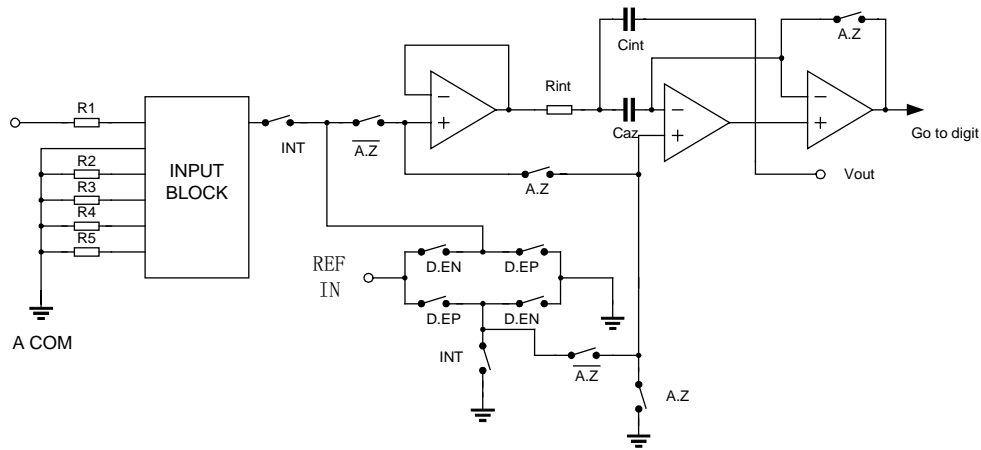 A.Z
Cint
Rint
R1
INT
A.Z
Caz
Go to digit
R2
INPUT
BLOCK
R3
A.Z
Vout
R4
R5
REF
IN
D.EN
D.EP
D.EP
D.EN
A COM
INT
A.Z
A.Z